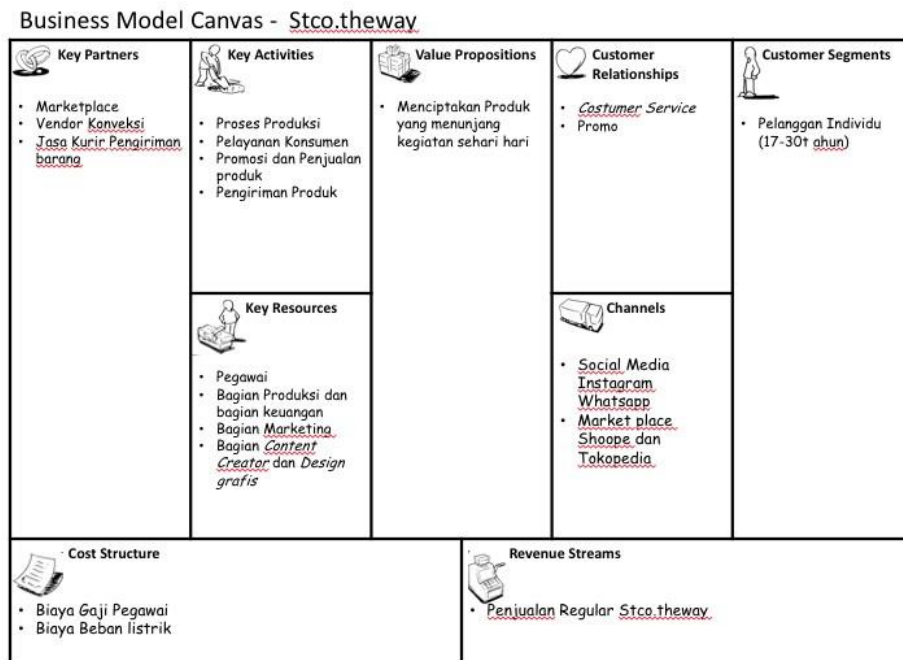 Business Model Canvas - Stco.theway
Key Partners
• Marketplace
• Vendor Konveksi
• Jasa Kurir Pengiriman
barang
Key Activities
• Proses Produksi
• Pelayanan Konsumen
• Promosi dan Penjualan
produk
• Pengiriman Produk
Key Resources
• Pegawai
• Bagian Produksi dan
bagian keuangan
• Bagian Marketing
• Bagian Content
Creator dan Design
grafis
Value Propositions
• Menciptakan Produk
yang menunjang
kegiatan sehari hari
Customer
Relationships
• Costumer Service
• Promo
Channels
• Social Media
Instagram
Whatsapp
• Market place
Shoope dan
Tokopedia
Customer Segments
• Pelanggan Individu
(17-30t ahun)
Cost Structure
• Biaya Gaji Pegawai
• Biaya Beban listrik
Revenue Streams
• Penjualan Regular Stco.theway